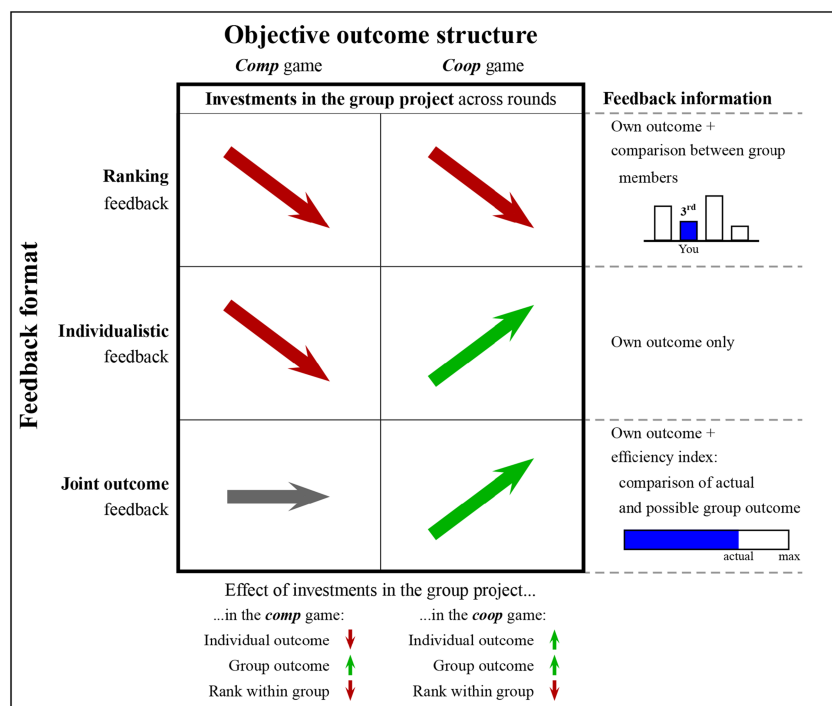 Objective outcome structure
Comp game
Coop game
Investments in the group project across rounds
Feedback information
Feedback format
Ranking
feedback
Own outcome +
comparison between group
members
3rd
You
Individualistic
feedback
Own outcome only
Joint outcome
feedback
Own outcome +
efficiency index:
comparison of actual
and possible group outcome
actual
max
Effect of investments in the group project...
...in the comp game:
Individual outcome
Group outcome
Rank within group
...in the coop game:
Individual outcome
Group outcome
Rank within group